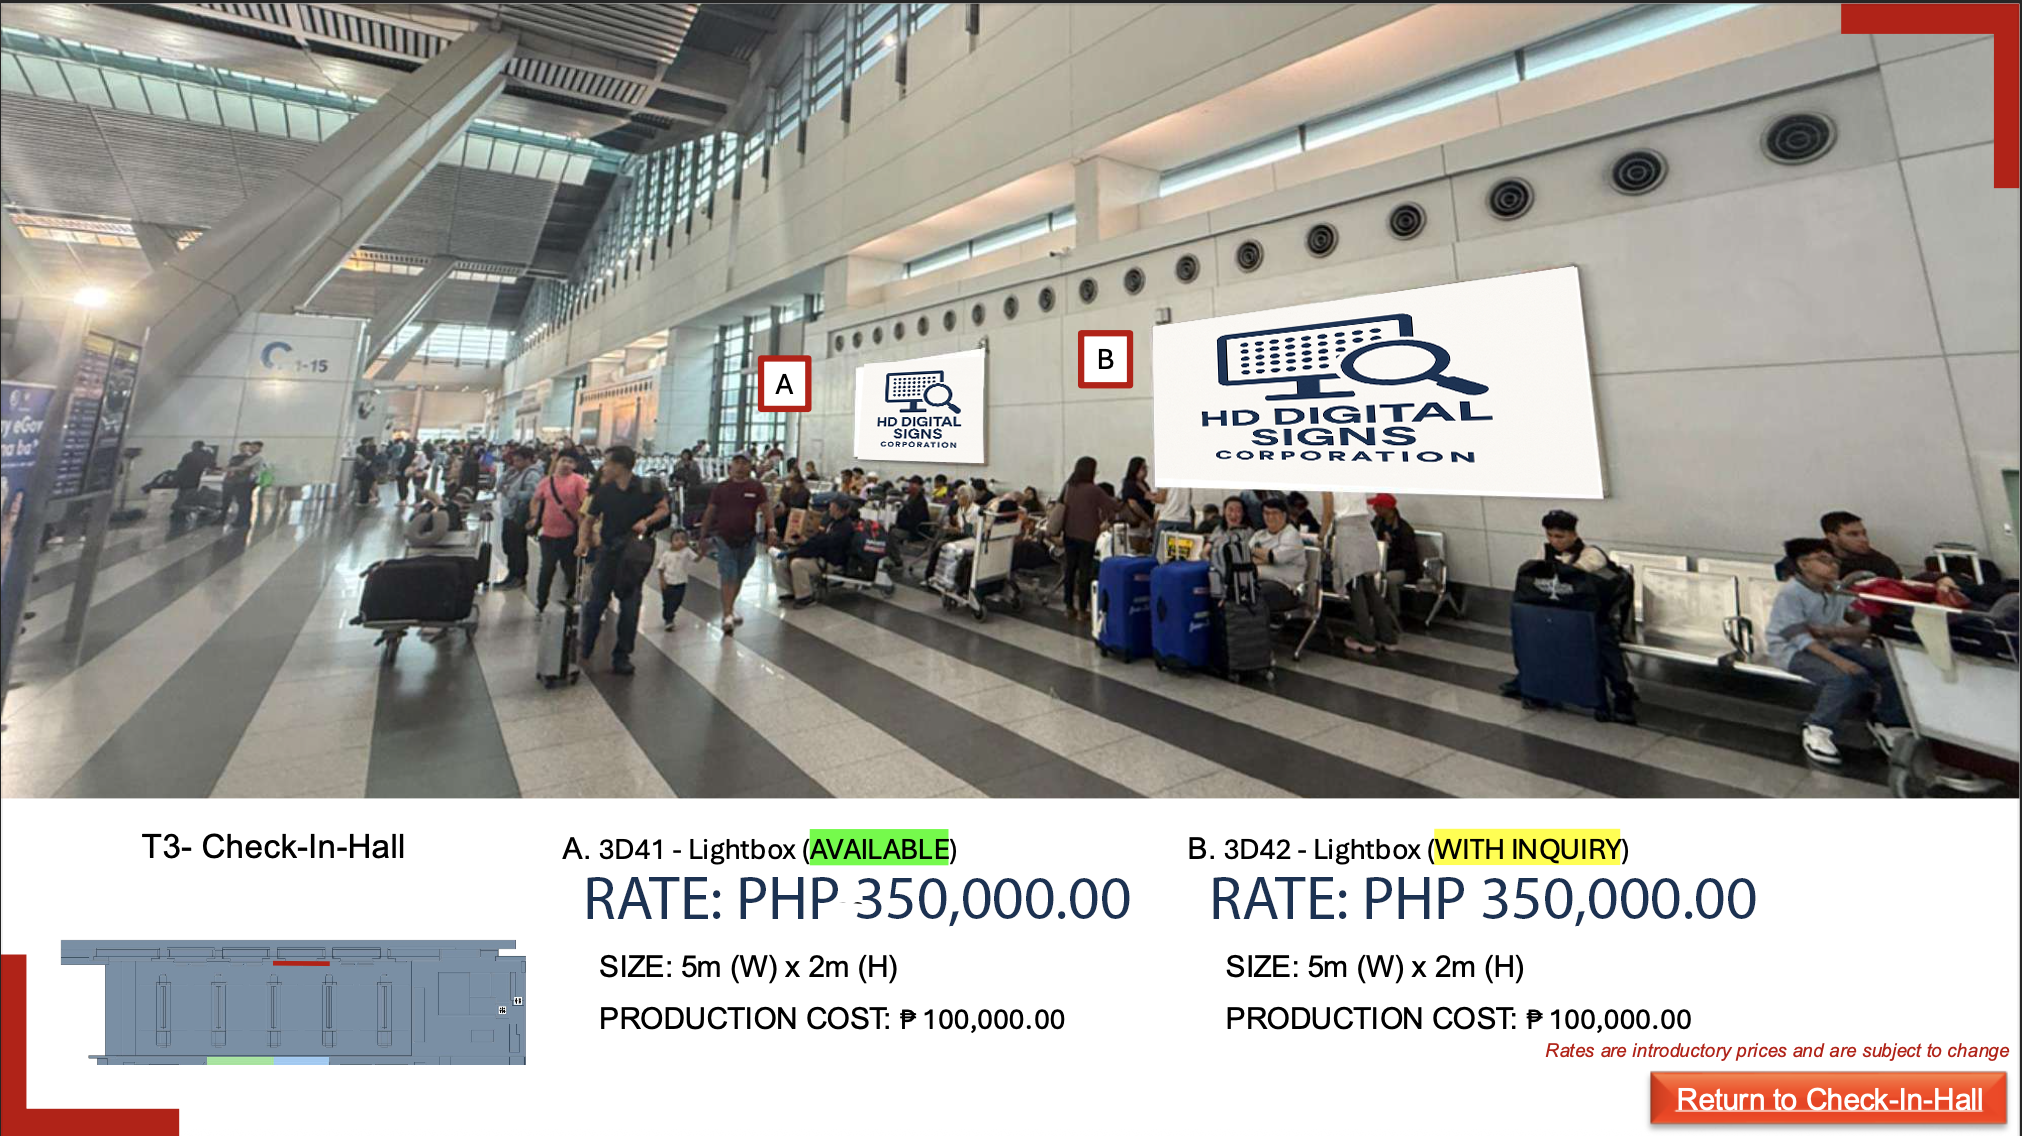 C 1-15
A
B
HD DIGITAL
SIGNS
CORPORATION
HD DIGITAL
SIGNS
CORPORATION
T3- Check-In-Hall
A. 3D41 - Lightbox (AVAILABLE)
RATE: PHP 350,000.00
SIZE: 5m (W) x 2m (H)
PRODUCTION COST: ₱ 100,000.00
B. 3D42 - Lightbox (WITH INQUIRY)
RATE: PHP 350,000.00
SIZE: 5m (W) x 2m (H)
PRODUCTION COST: ₱ 100,000.00
Rates are introductory prices and are subject to change
Return to Check-In-Hall